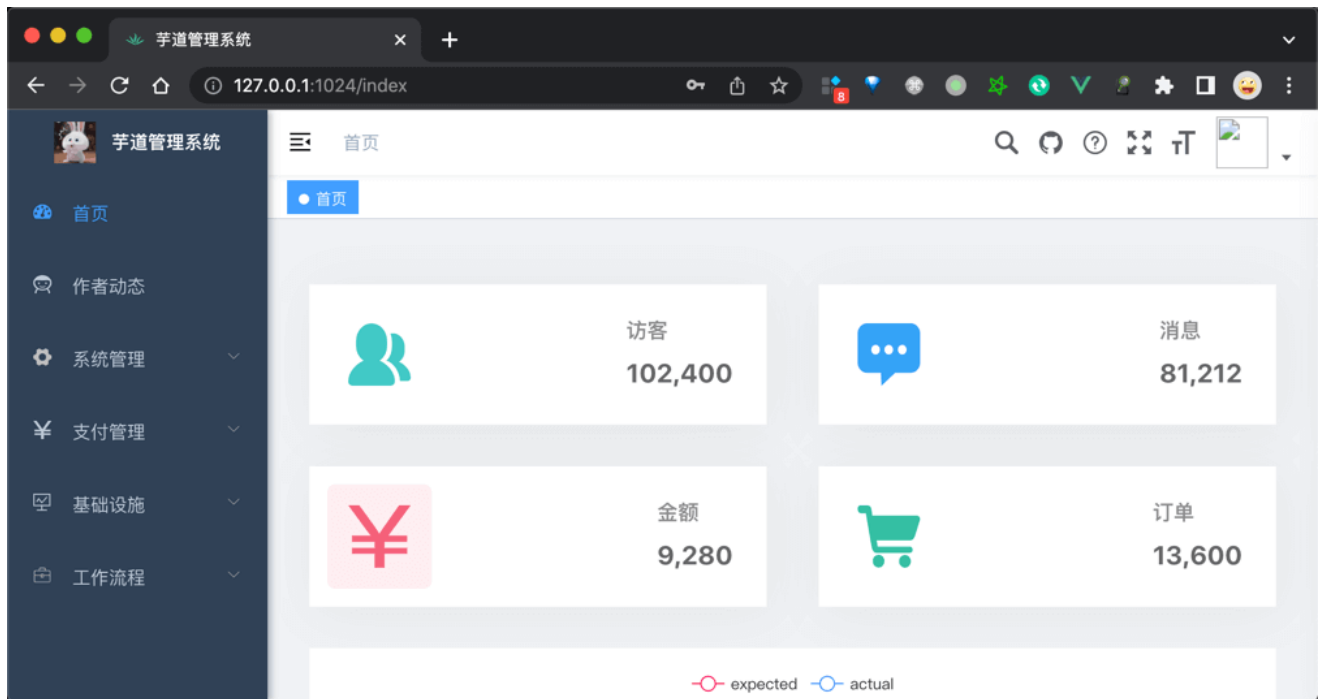 芋道管理系统
127.0.0.1:1024/index
8
芋道管理系统
首页
首页
首页
作者动态
系统管理
支付管理
基础设施
工作流程
访客
102,400
消息
81,212
¥
金额
9,280
订单
13,600
expected
actual